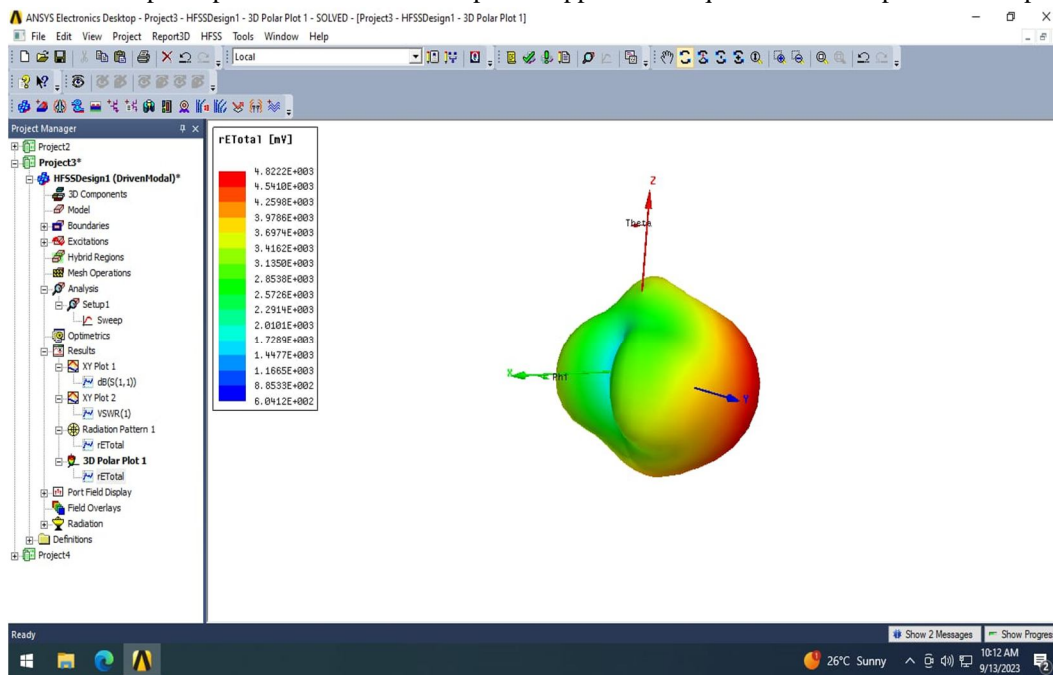 ANSYS Electronics Desktop - Project3 - HFSSDesign1 - 3D Polar Plot 1 - SOLVED - [Project3 - HFSSDesign1 - 3D Polar Plot 1]
File Edit View Project Report3D HFSS Tools Window Help
Local
Project Manager
Project2
Project3*
HFSSDesign1 (DrivenModal)*
3D Components
Model
Boundaries
Excitations
Hybrid Regions
Mesh Operations
Analysis
Setup1
Sweep
Optimetrics
Results
XY Plot 1
dB(S(1,1))
XY Plot 2
VSWR(1)
Radiation Pattern 1
rETotal
3D Polar Plot 1
rETotal
Port Field Display
Field Overlays
Radiation
Definitions
Project4
rETotal [mV]
4.8222E+003
4.5410E+003
4.2598E+003
3.9786E+003
3.6974E+003
3.4162E+003
3.1350E+003
2.8538E+003
2.5726E+003
2.2914E+003
2.0101E+003
1.7289E+003
1.4477E+003
1.1665E+003
8.8533E+002
6.0412E+002
Z
Theta
X
Phi
Y
Ready
Show 2 Messages
Show Progres
26°C Sunny
10:12 AM
9/13/2023
2